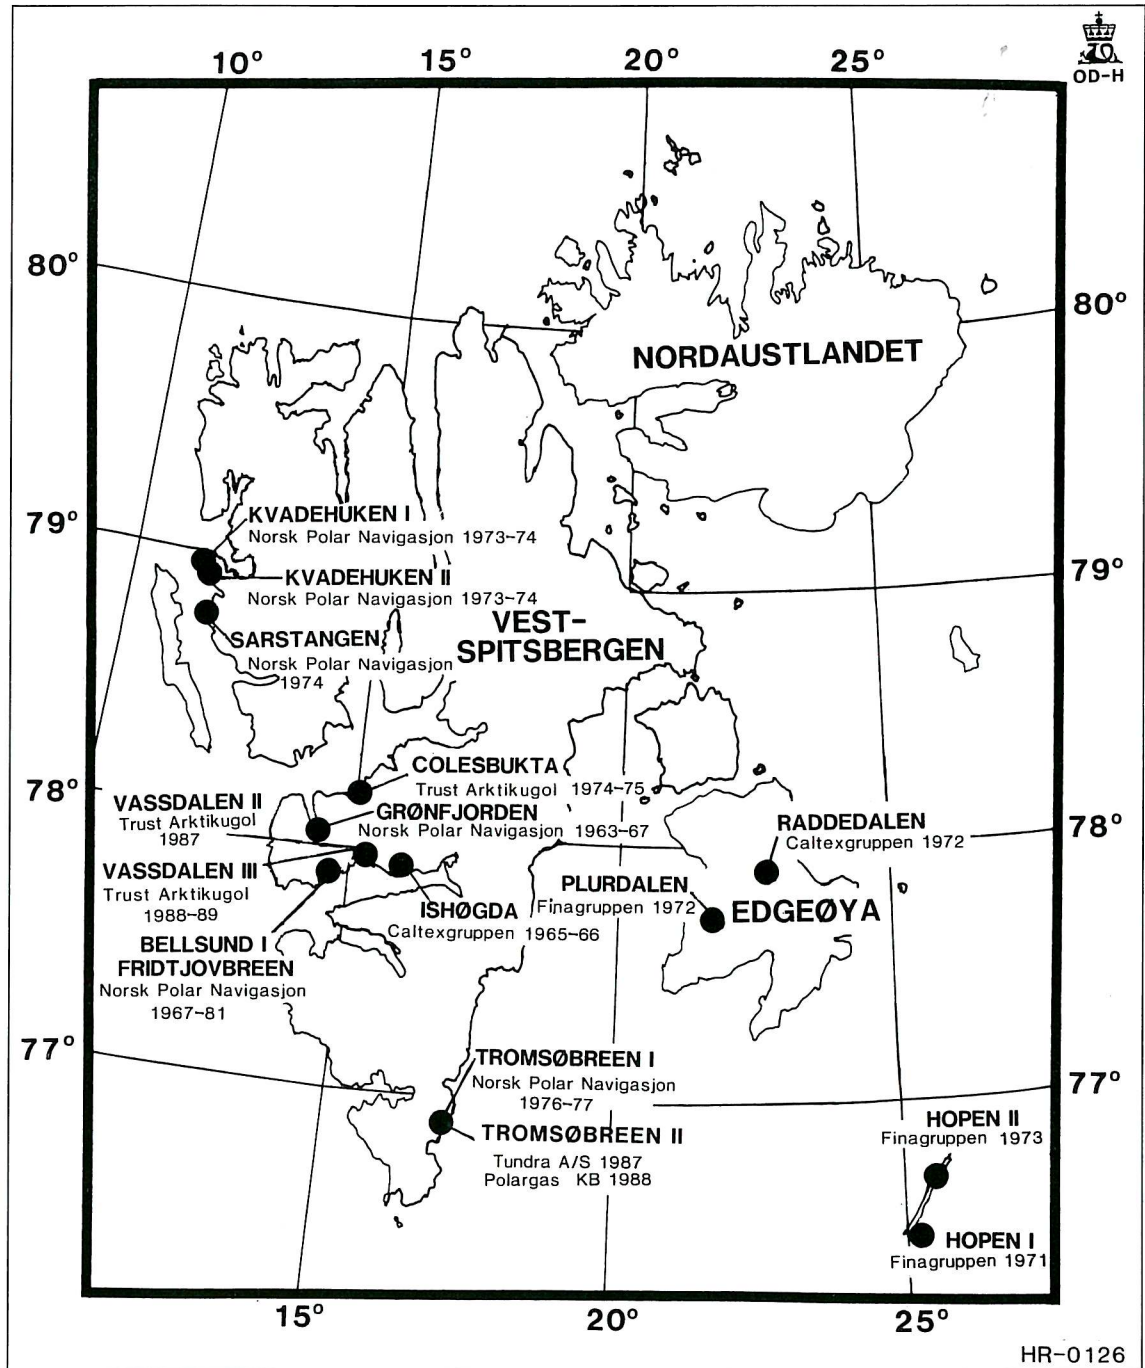 OD-H
10° 15° 20° 25°
80°
80°
NORDAUSTLANDET
79°
KVADEHUKEN I
Norsk Polar Navigasjon 1973-74
79°
KVADEHUKEN II
Norsk Polar Navigasjon 1973-74
VEST-
SPITSBERGEN
SARSTANGEN
Norsk Polar Navigasjon
1974
78°
COLESBUKTA
Trust Arktikugol 1974-75
VASSDALEN II
Trust Arktikugol
1987
GRØNFJORDEN
Norsk Polar Navigasjon 1963-67
78°
RADDEDALEN
Caltexgruppen 1972
VASSDALEN III
Trust Arktikugol
1988-89
PLURDALEN
Finagruppen 1972
EDGEØYA
ISHØGDA
Caltexgruppen 1965-66
BELLSUND I
FRIDTJOVBREEN
Norsk Polar Navigasjon
1967-81
77°
TROMSØBREEN I
Norsk Polar Navigasjon
1976-77
77°
TROMSØBREEN II
Tundra A/S 1987
Polargas KB 1988
HOPEN II
Finagruppen 1973
HOPEN I
Finagruppen 1971
15° 20° 25°
HR-0126